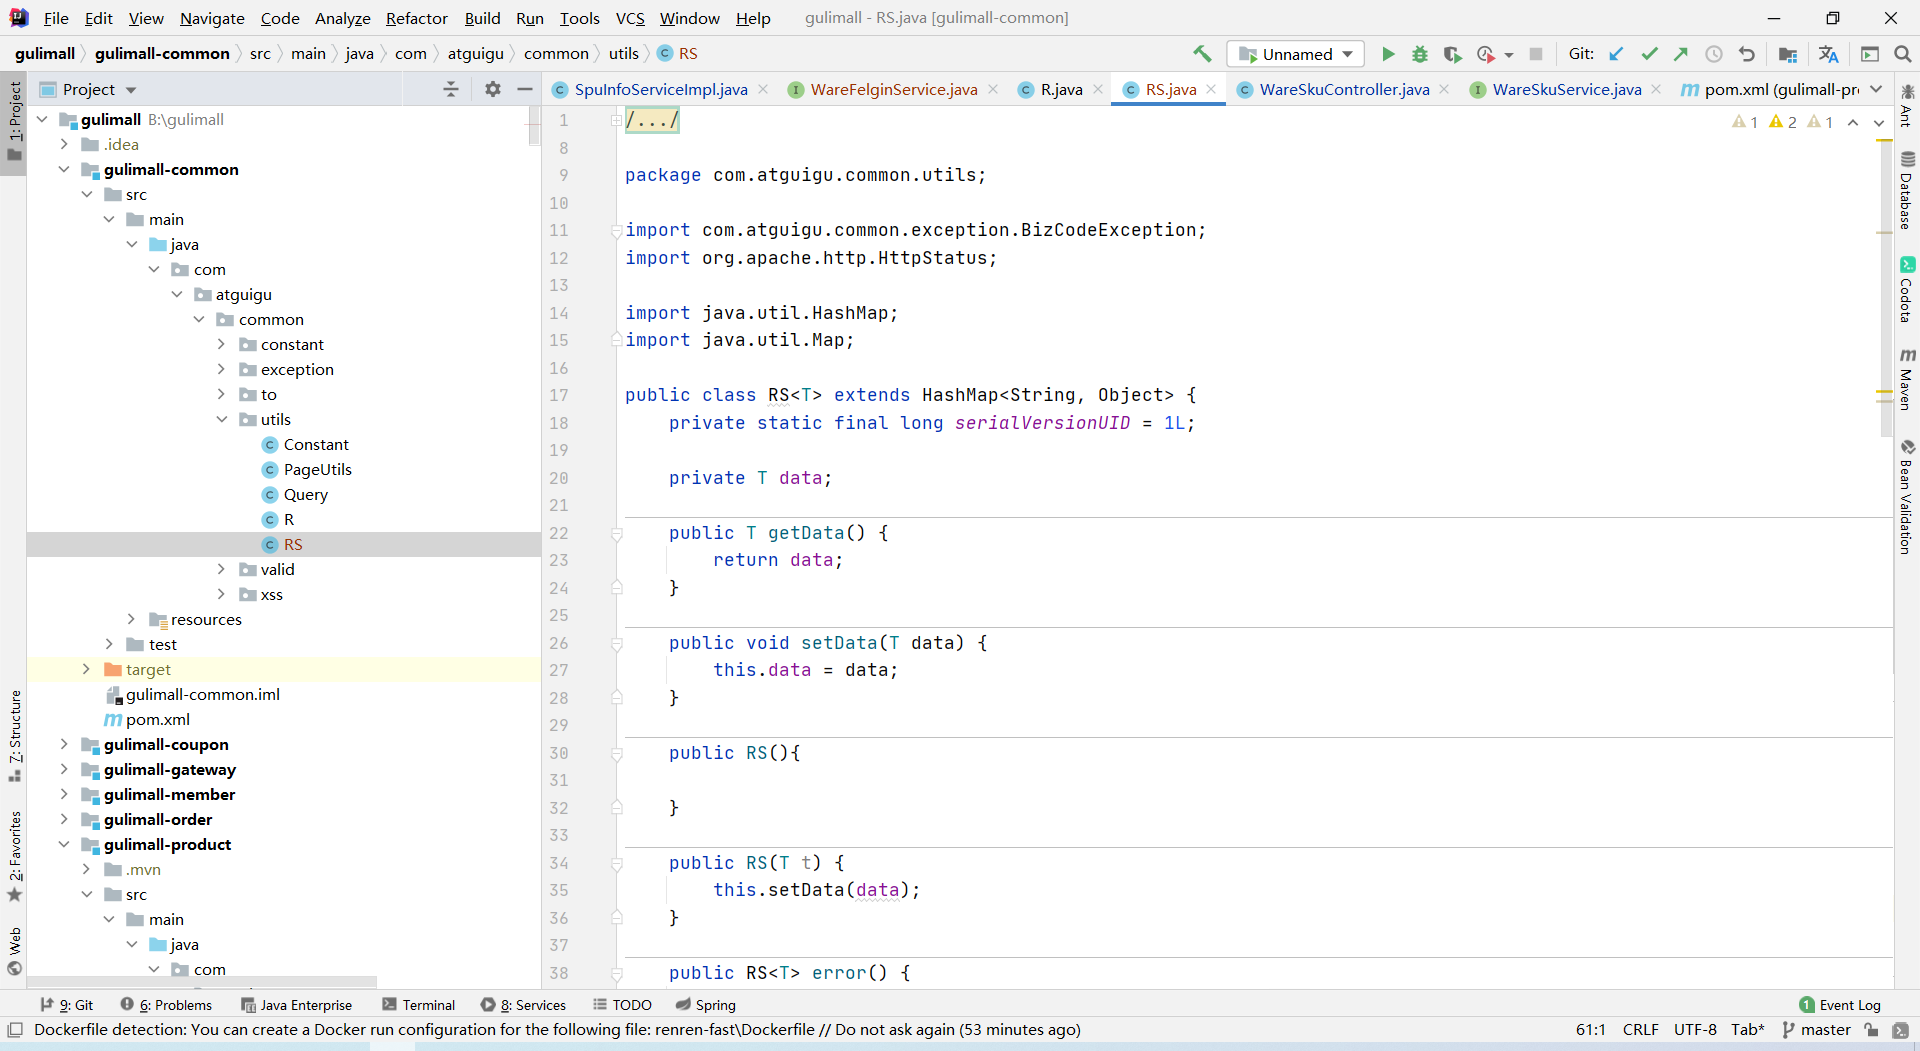 File Edit View Navigate Code Analyze Refactor Build Run Tools VCS Window Help gulimall - RS.java [gulimall-common]
gulimall gulimall-common src main java com atguigu common utils RS Unnamed Git:
Project
SpuInfoServiceImpl.java WareFelginService.java R.java RS.java WareSkuController.java WareSkuService.java pom.xml (gulimall-pr
1: Project
7: Structure
2: Favorites
Web
gulimall B:\gulimall
.idea
gulimall-common
src
main
java
com
atguigu
common
constant
exception
to
utils
Constant
PageUtils
Query
R
RS
valid
xss
resources
test
target
gulimall-common.iml
pom.xml
gulimall-coupon
gulimall-gateway
gulimall-member
gulimall-order
gulimall-product
.mvn
src
main
java
com
1 /.../
8
9 package com.atguigu.common.utils;
10
11 import com.atguigu.common.exception.BizCodeException;
12 import org.apache.http.HttpStatus;
13
14 import java.util.HashMap;
15 import java.util.Map;
16
17 public class RS<T> extends HashMap<String, Object> {
18 private static final long serialVersionUID = 1L;
19
20 private T data;
21
22 public T getData() {
23 return data;
24 }
25
26 public void setData(T data) {
27 this.data = data;
28 }
29
30 public RS(){
31
32 }
33
34 public RS(T t) {
35 this.setData(data);
36 }
37
38 public RS<T> error() {
1 2 1
Ant
Database
Codota
Maven
Bean Validation
9: Git 6: Problems Java Enterprise Terminal 8: Services TODO Spring 1 Event Log
Dockerfile detection: You can create a Docker run configuration for the following file: renren-fast\Dockerfile // Do not ask again (53 minutes ago) 61:1 CRLF UTF-8 Tab* master